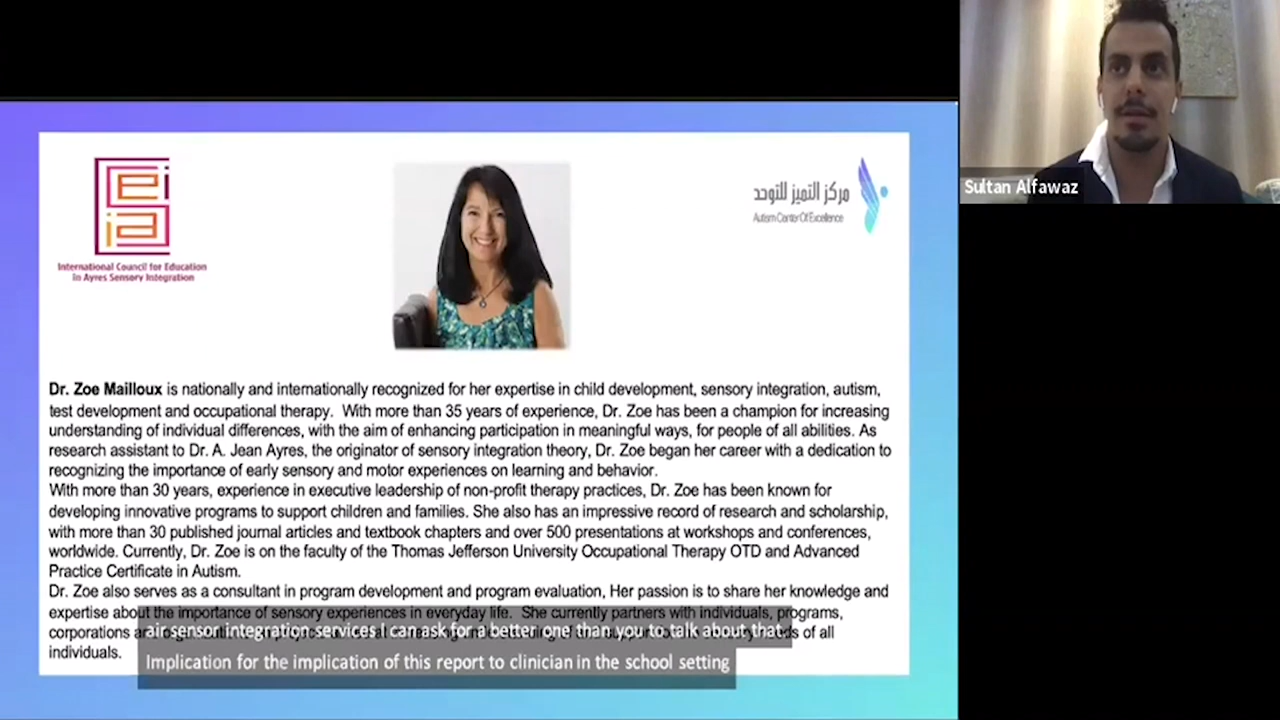 eia
International Council for Education
in Ayres Sensory Integration
مركز التميز للتوحد
Autism Center Of Excellence
Sultan Alfawaz
Dr. Zoe Mailloux is nationally and internationally recognized for her expertise in child development, sensory integration, autism,
test development and occupational therapy. With more than 35 years of experience, Dr. Zoe has been a champion for increasing
understanding of individual differences, with the aim of enhancing participation in meaningful ways, for people of all abilities. As
research assistant to Dr. A. Jean Ayres, the originator of sensory integration theory, Dr. Zoe began her career with a dedication to
recognizing the importance of early sensory and motor experiences on learning and behavior.
With more than 30 years, experience in executive leadership of non-profit therapy practices, Dr. Zoe has been known for
developing innovative programs to support children and families. She also has an impressive record of research and scholarship,
with more than 30 published journal articles and textbook chapters and over 500 presentations at workshops and conferences,
worldwide. Currently, Dr. Zoe is on the faculty of the Thomas Jefferson University Occupational Therapy OTD and Advanced
Practice Certificate in Autism.
Dr. Zoe also serves as a consultant in program development and program evaluation, Her passion is to share her knowledge and
expertise about the importance of sensory experiences in everyday life. She currently partners with individuals, programs,
corporations of all
individuals.
air sensor integration services I can ask for a better one than you to talk about that
Implication for the implication of this report to clinician in the school setting